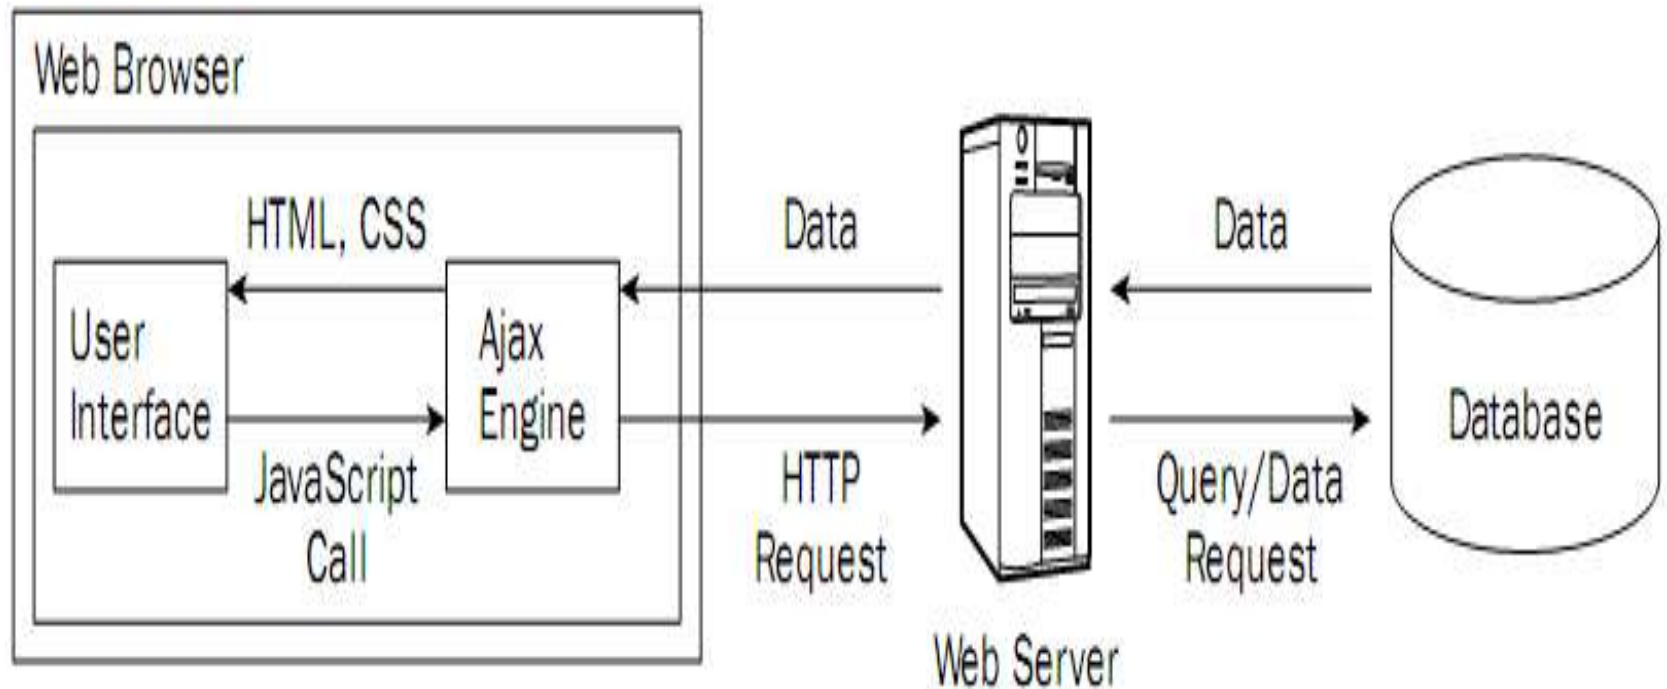 Web Browser
HTML, CSS
Data
Data
User
Interface
Ajax
Engine
Database
JavaScript
Call
HTTP
Request
Query/Data
Request
Web Server